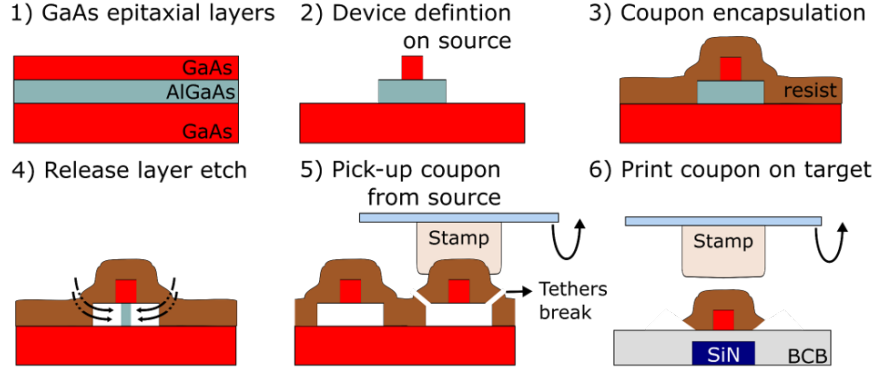 1) GaAs epitaxial layers
GaAs
AlGaAs
GaAs
2) Device defintion
on source
3) Coupon encapsulation
resist
4) Release layer etch
5) Pick-up coupon
from source
Stamp
Tethers
break
6) Print coupon on target
Stamp
SiN
BCB